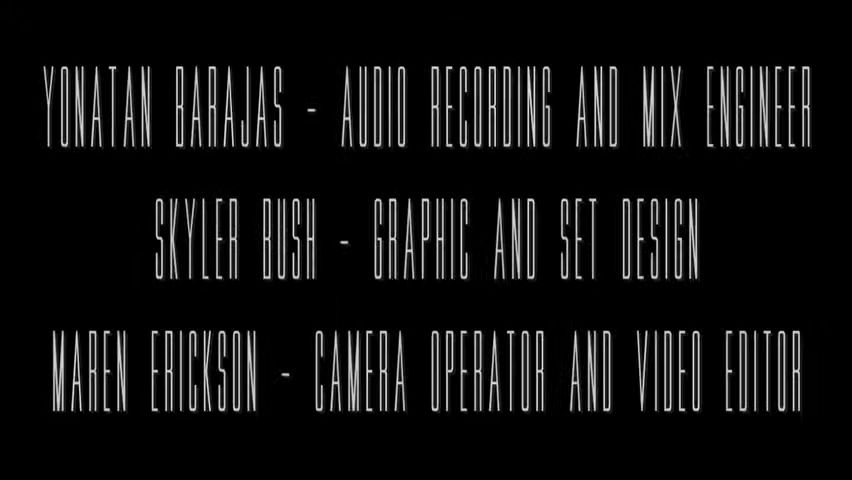 YONATAN BARAJAS - AUDIO RECORDING AND MIX ENGINEER
SKYLER BUSH - GRAPHIC AND SET DESIGN
MAREN ERICKSON - CAMERA OPERATOR AND VIDEO EDITOR